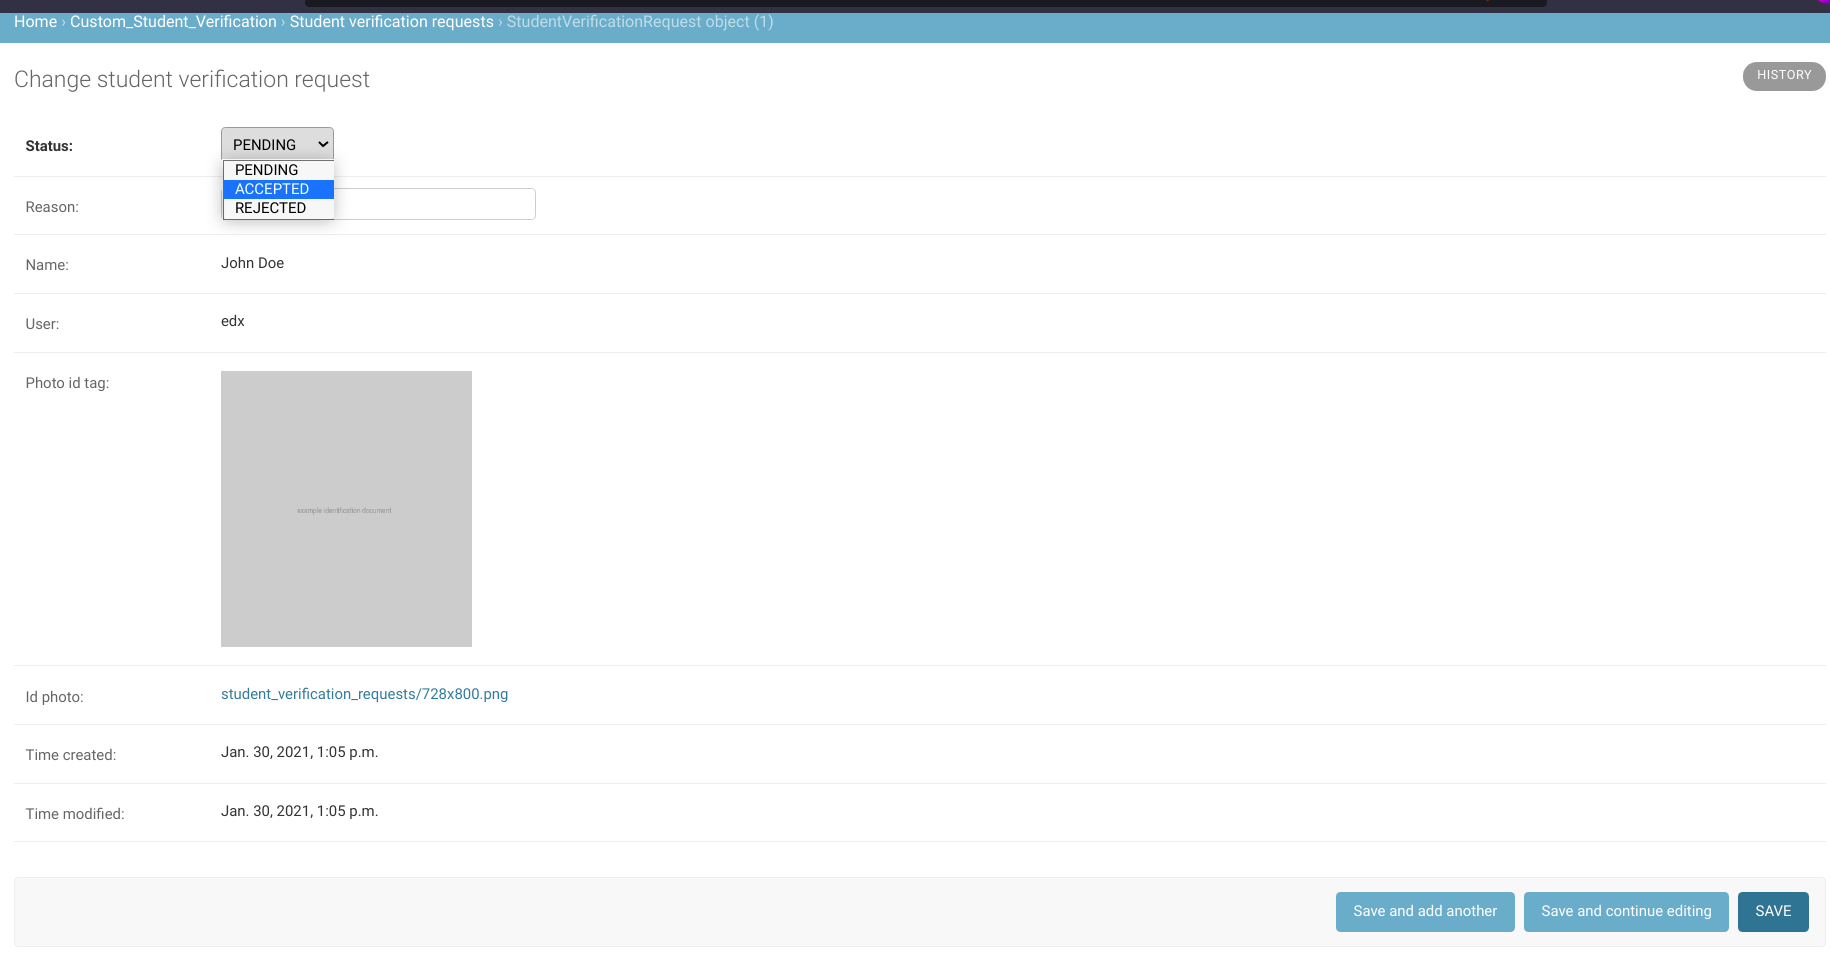 Home › Custom_Student_Verification › Student verification requests › StudentVerificationRequest object (1)
Change student verification request
HISTORY
Status:
PENDING
PENDING
ACCEPTED
REJECTED
Reason:
Name:
John Doe
User:
edx
Photo id tag:
example identification document
Id photo:
student_verification_requests/728x800.png
Time created:
Jan. 30, 2021, 1:05 p.m.
Time modified:
Jan. 30, 2021, 1:05 p.m.
Save and add another
Save and continue editing
SAVE